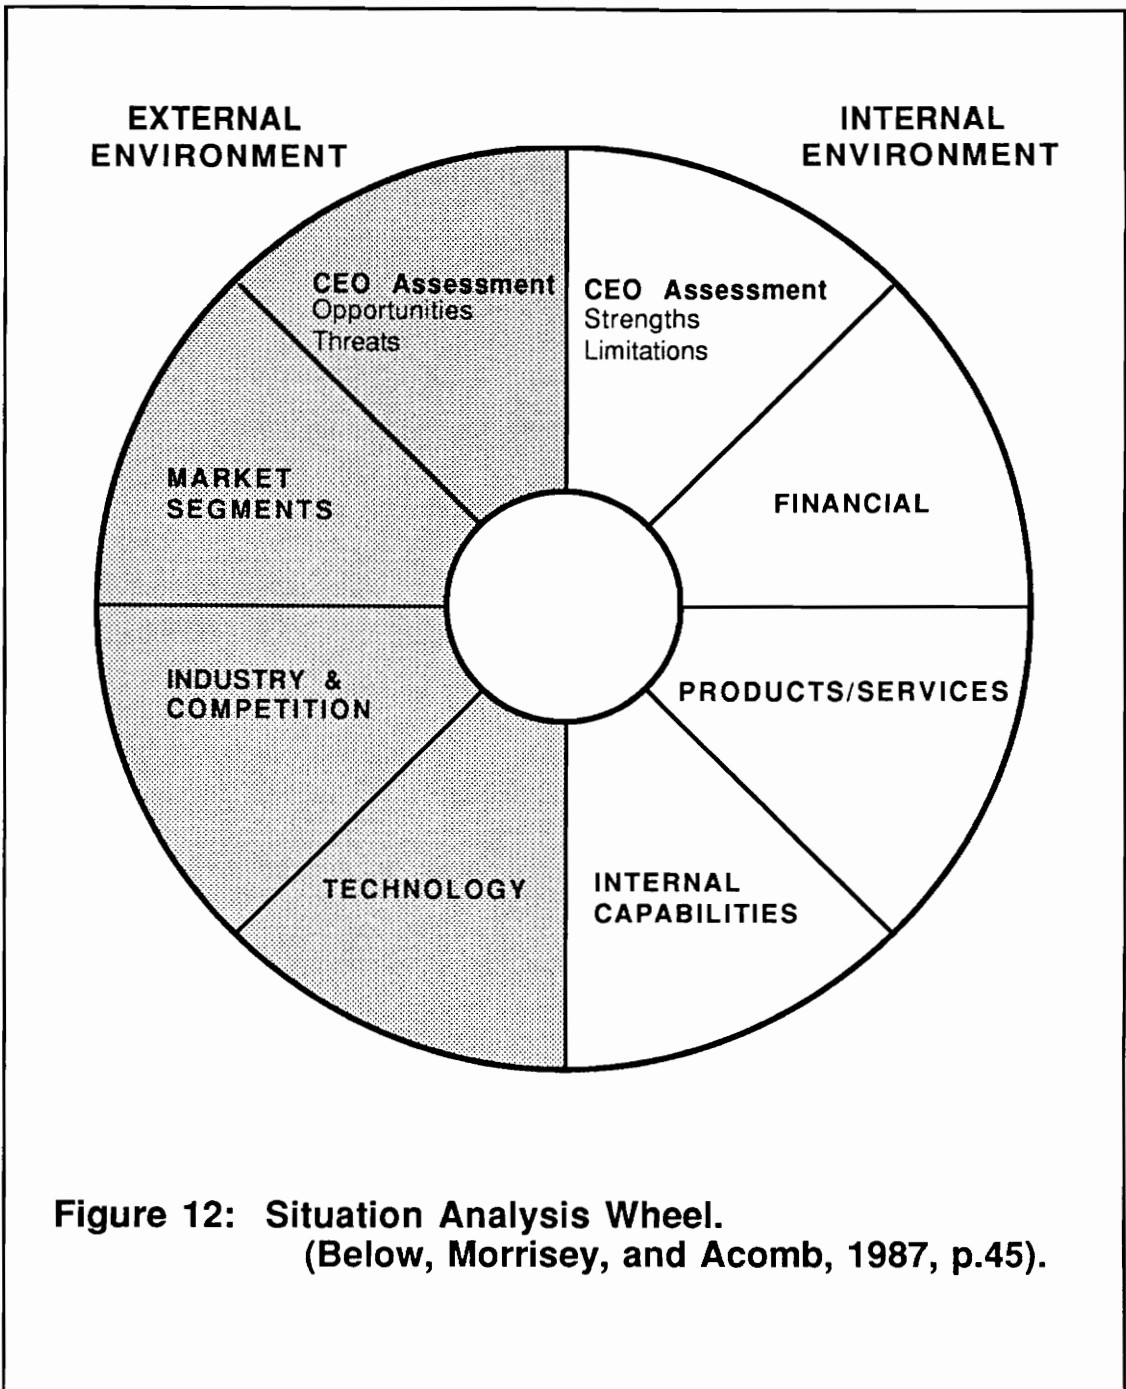 EXTERNAL
ENVIRONMENT
INTERNAL
ENVIRONMENT
CEO Assessment
Opportunities
Threats
CEO Assessment
Strengths
Limitations
MARKET
SEGMENTS
FINANCIAL
INDUSTRY &
COMPETITION
PRODUCTS/SERVICES
TECHNOLOGY
INTERNAL
CAPABILITIES
Figure 12: Situation Analysis Wheel.
(Below, Morrisey, and Acomb, 1987, p.45).